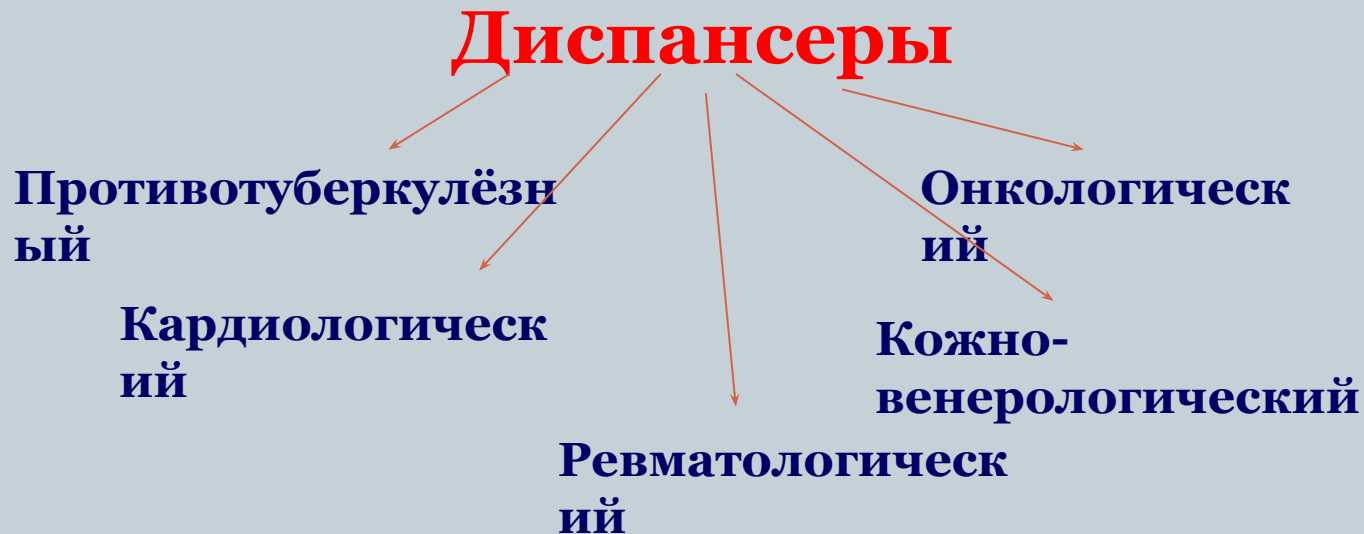 Диспансеры
Противотуберкулёзн
ый
Онкологическ
ий
Кардиологическ
ий
Кожно-
венерологический
Ревматологическ
ий